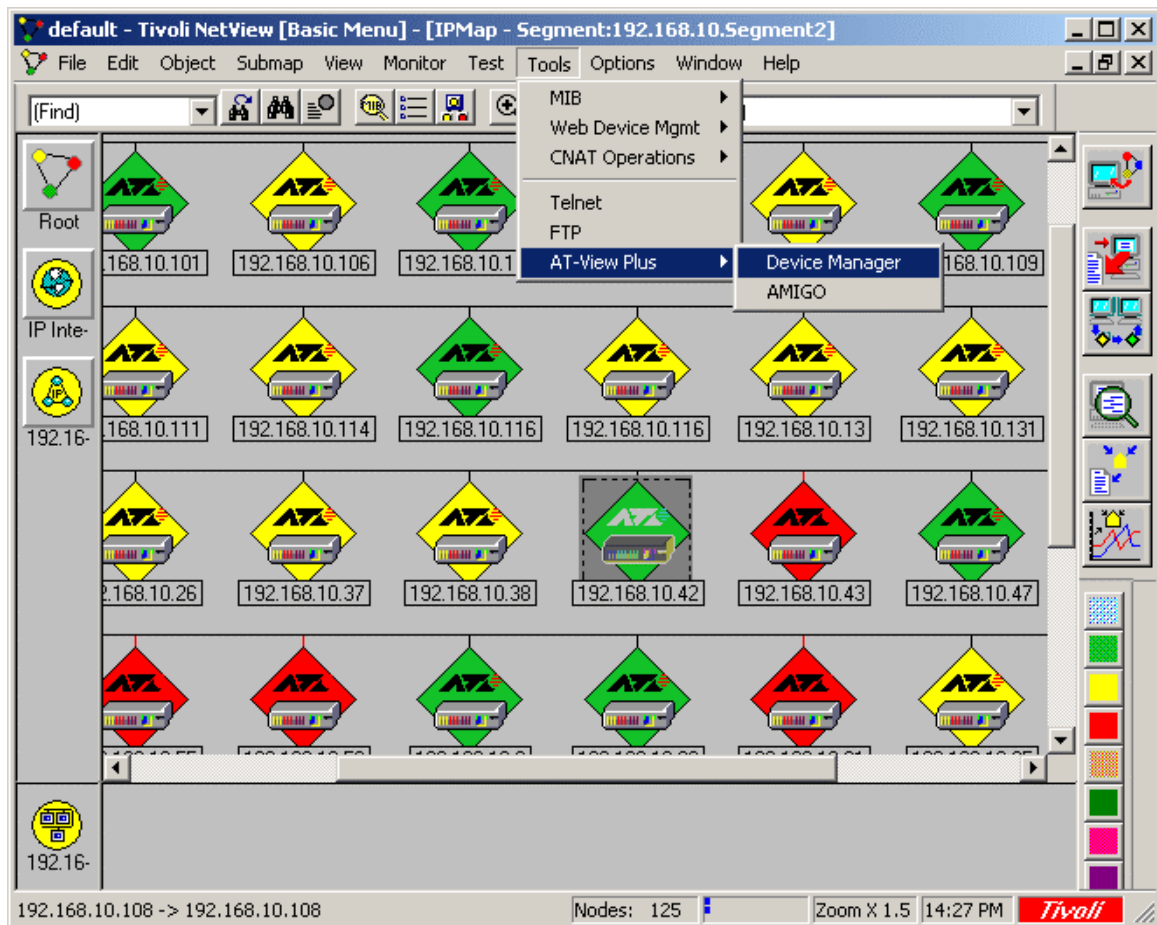 default - Tivoli NetView [Basic Menu] - [IPMap - Segment:192.168.10.Segment2]
File Edit Object Submap View Monitor Test Tools Options Window Help
(Find)
MIB
Web Device Mgmt
CNAT Operations
Telnet
FTP
AT-View Plus
Device Manager
AMIGO
Root
.168.10.101 192.168.10.106 192.168.10.1 168.10.109
IP Inte-
192.16-
.168.10.111 192.168.10.114 192.168.10.116 192.168.10.116 192.168.10.13 192.168.10.131
2.168.10.26 192.168.10.37 192.168.10.38 192.168.10.42 192.168.10.43 192.168.10.47
192.16-
192.168.10.108 -> 192.168.10.108 Nodes: 125 Zoom X 1.5 14:27 PM Tivoli